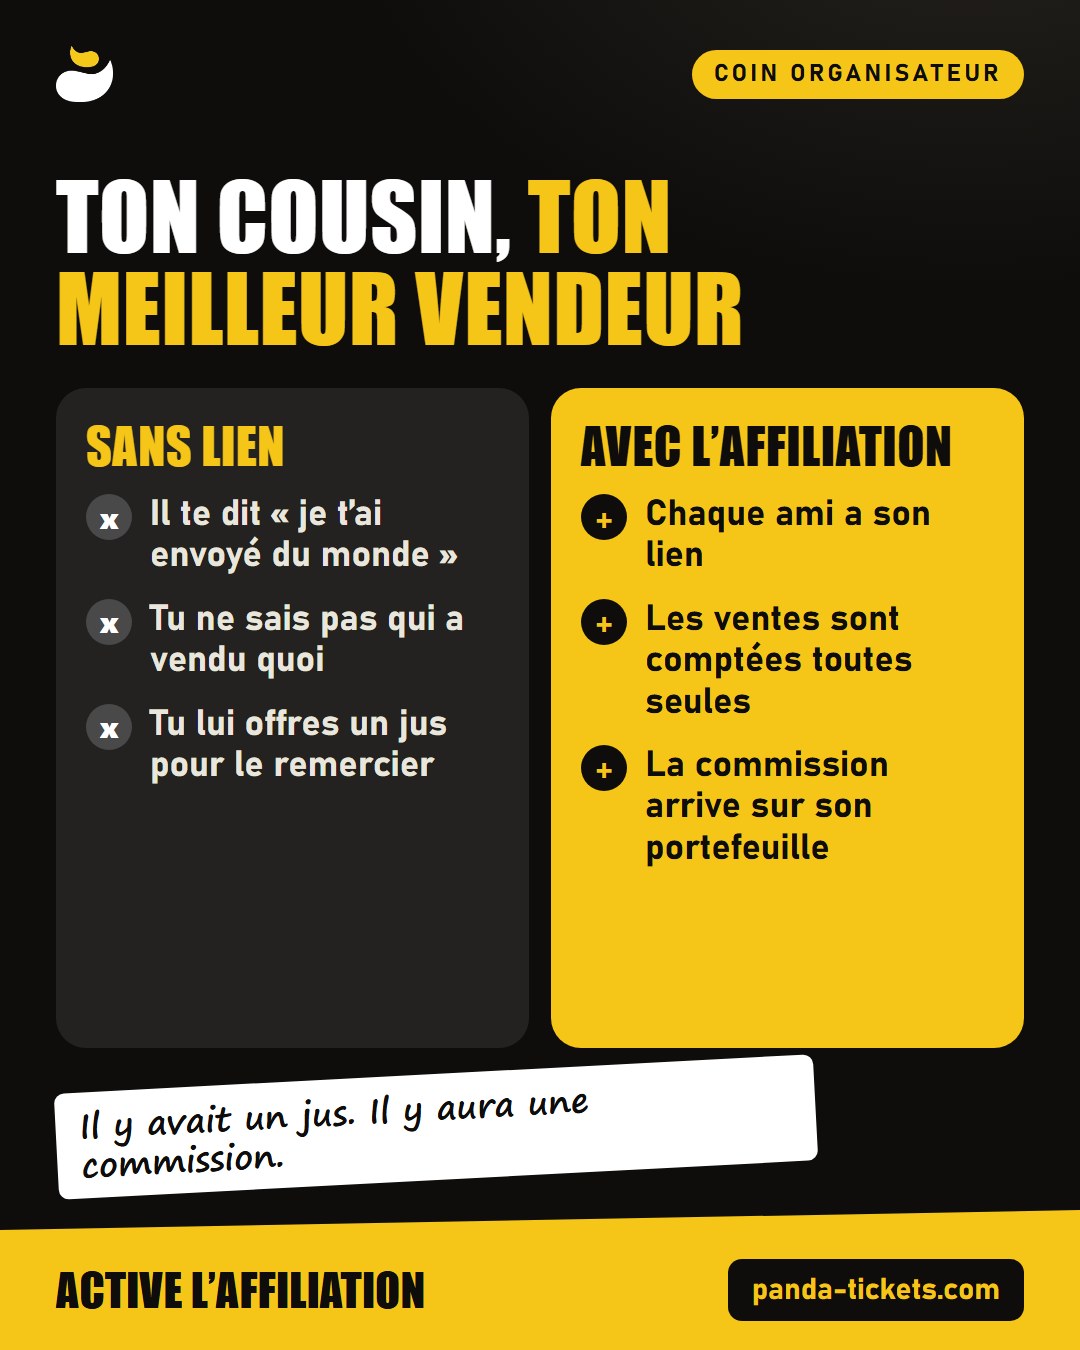 COIN ORGANISATEUR
TON COUSIN, TON
MEILLEUR VENDEUR
SANS LIEN
x Il te dit « je t’ai
envoyé du monde »
x Tu ne sais pas qui a
vendu quoi
x Tu lui offres un jus
pour le remercier
AVEC L’AFFILIATION
+ Chaque ami a son
lien
+ Les ventes sont
comptées toutes
seules
+ La commission
arrive sur son
portefeuille
Il y avait un jus. Il y aura une
commission.
ACTIVE L’AFFILIATION
panda-tickets.com